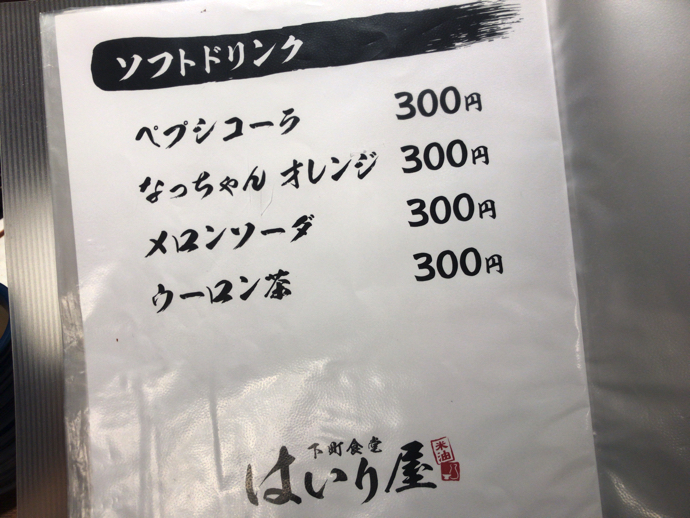 ソフトドリンク
ペプシコーラ 300円
なっちゃん オレンジ 300円
メロンソーダ 300円
ウーロン茶 300円
下町食堂
はいり屋
米油